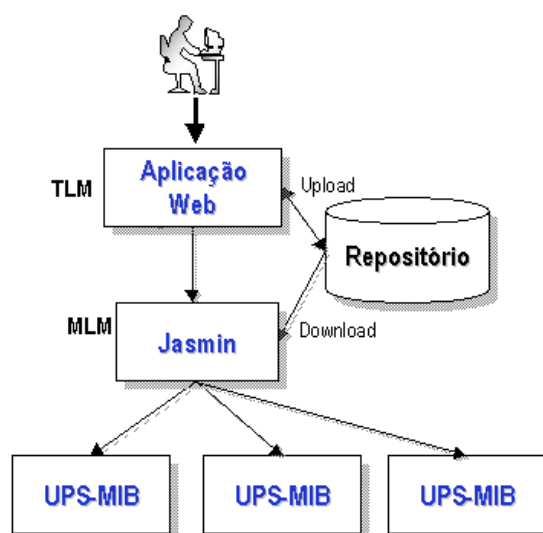 TLM
Aplicação
Web
Upload
Repositório
MLM
Jasmin
Download
UPS-MIB
UPS-MIB
UPS-MIB